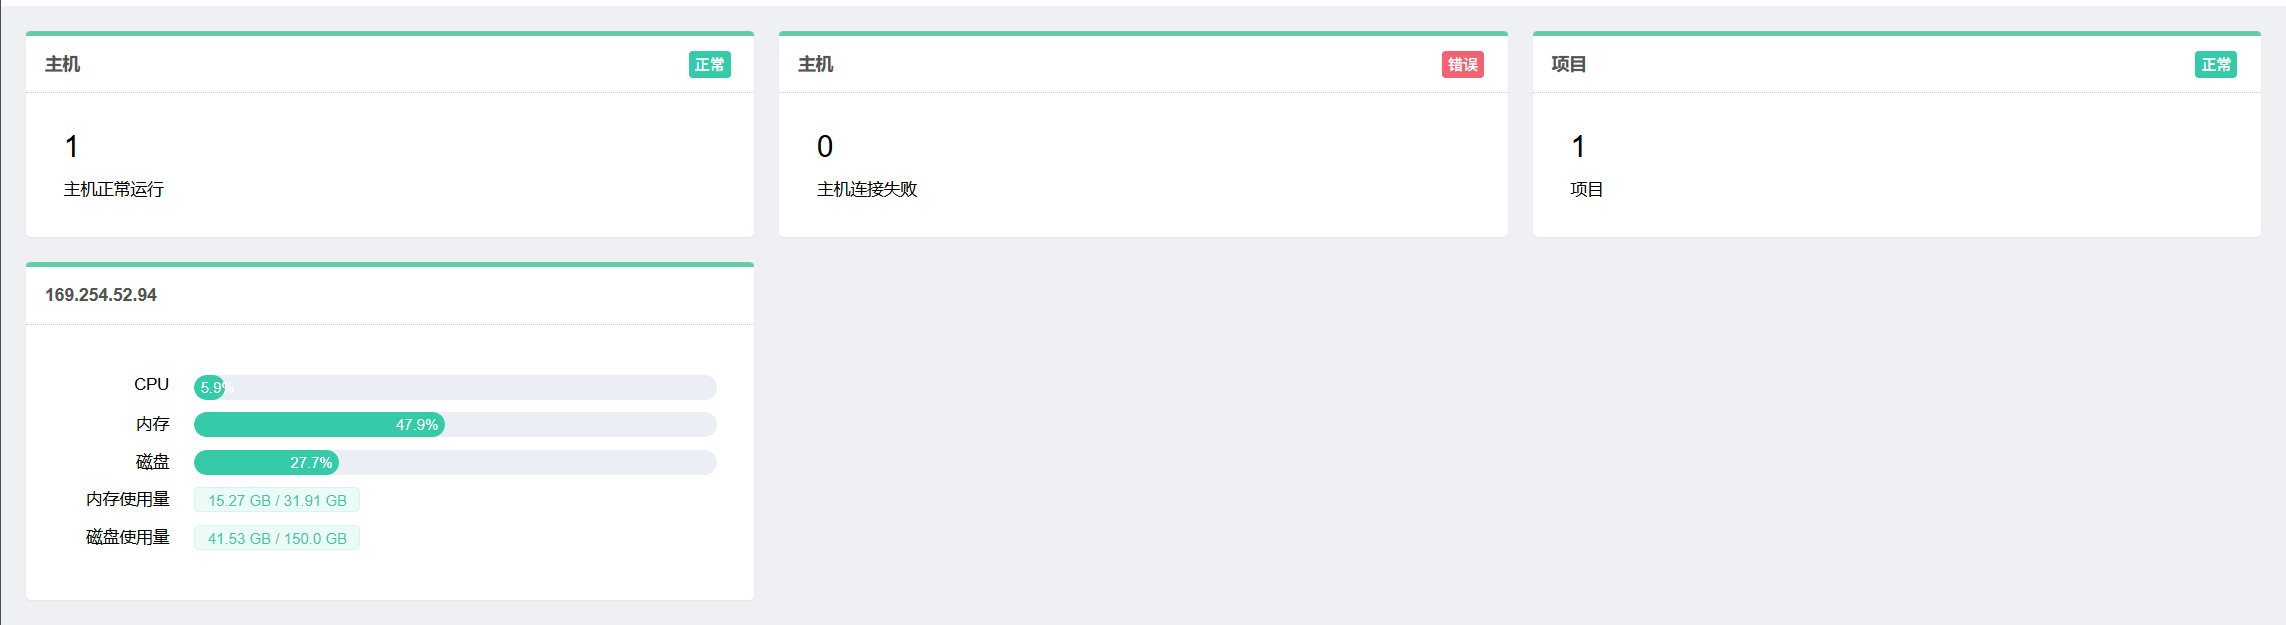 主机 正常
1
主机正常运行
主机 错误
0
主机连接失败
项目 正常
1
项目
169.254.52.94
CPU 5.9%
内存 47.9%
磁盘 27.7%
内存使用量 15.27 GB / 31.91 GB
磁盘使用量 41.53 GB / 150.0 GB